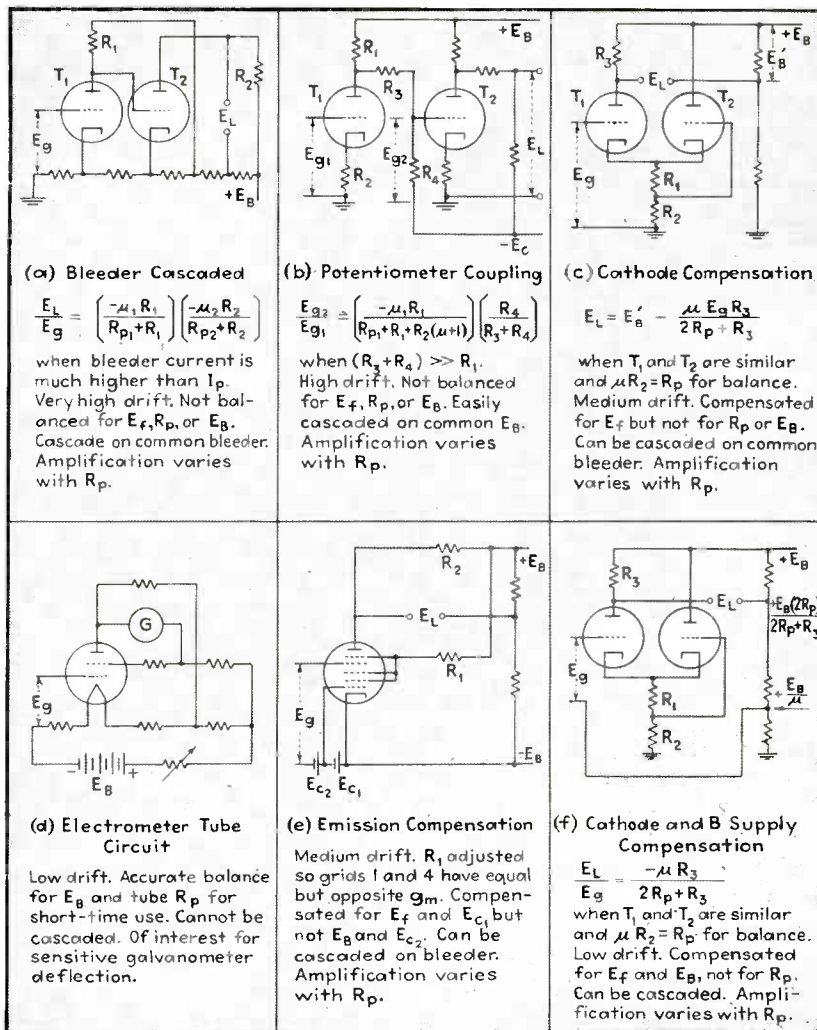 R1
T1
T2
R2
EL
Eg
+EB
(a) Bleeder Cascaded
EL/Eg = (-μ1R1/(Rp1+R1)) (-μ2R2/(Rp2+R2))
when bleeder current is
much higher than Ip.
Very high drift. Not bal-
anced for Ef, Rp, or EB.
Cascade on common bleeder.
Amplification varies
with Rp.
+EB
R1
T1
R3
T2
Eg1
Eg2
EL
R2
R4
-EC
(b) Potentiometer Coupling
Eg2/Eg1 = (-μ1R1/(Rp1+R1+R2(μ+1))) (R4/(R3+R4))
when (R3+R4) >> R1.
High drift. Not balanced
for Ef, Rp, or EB. Easily
cascaded on common EB.
Amplification varies
with Rp.
+EB
R3
E'B
EL
T1
T2
Eg
R1
R2
(c) Cathode Compensation
EL = E'B - μEgR3/(2Rp+R3)
when T1 and T2 are similar
and μR2=Rp for balance.
Medium drift. Compensated
for Ef but not for Rp or EB.
Can be cascaded on common
bleeder. Amplification
varies with Rp.
G
Eg
- +
EB
(d) Electrometer Tube
Circuit
Low drift. Accurate balance
for EB and tube Rp for
short-time use. Cannot be
cascaded. Of interest for
sensitive galvanometer
deflection.
R2
+EB
EL
R1
Eg
-EB
Ec2 Ec1
(e) Emission Compensation
Medium drift. R1 adjusted
so grids 1 and 4 have equal
but opposite gm. Compen-
sated for Ef and Ec1 but
not EB and Ec2. Can be
cascaded on bleeder.
Amplification varies
with Rp.
+EB
R3
EL
+EB(2Rp)/2Rp+R3
Eg
R1
+EB/μ
R2
(f) Cathode and B Supply
Compensation
EL/Eg = -μR3/(2Rp+R3)
when T1 and T2 are similar
and μR2=Rp for balance.
Low drift. Compensated
for Ef and EB, not for Rp.
Can be cascaded. Ampli-
fication varies with Rp.